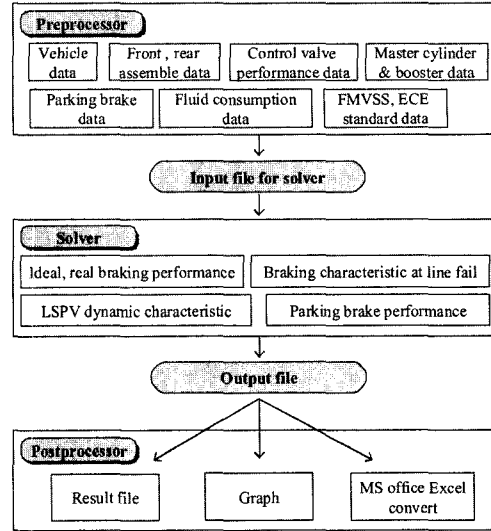 Preprocessor
Vehicle
data
Front , rear
assemble data
Control valve
performance data
Master cylinder
& booster data
Parking brake
data
Fluid consumption
data
FMVSS, ECE
standard data
Input file for solver
Solver
Ideal, real braking performance
Braking characteristic at line fail
LSPV dynamic characteristic
Parking brake performance
Output file
Postprocessor
Result file
Graph
MS office Excel
convert